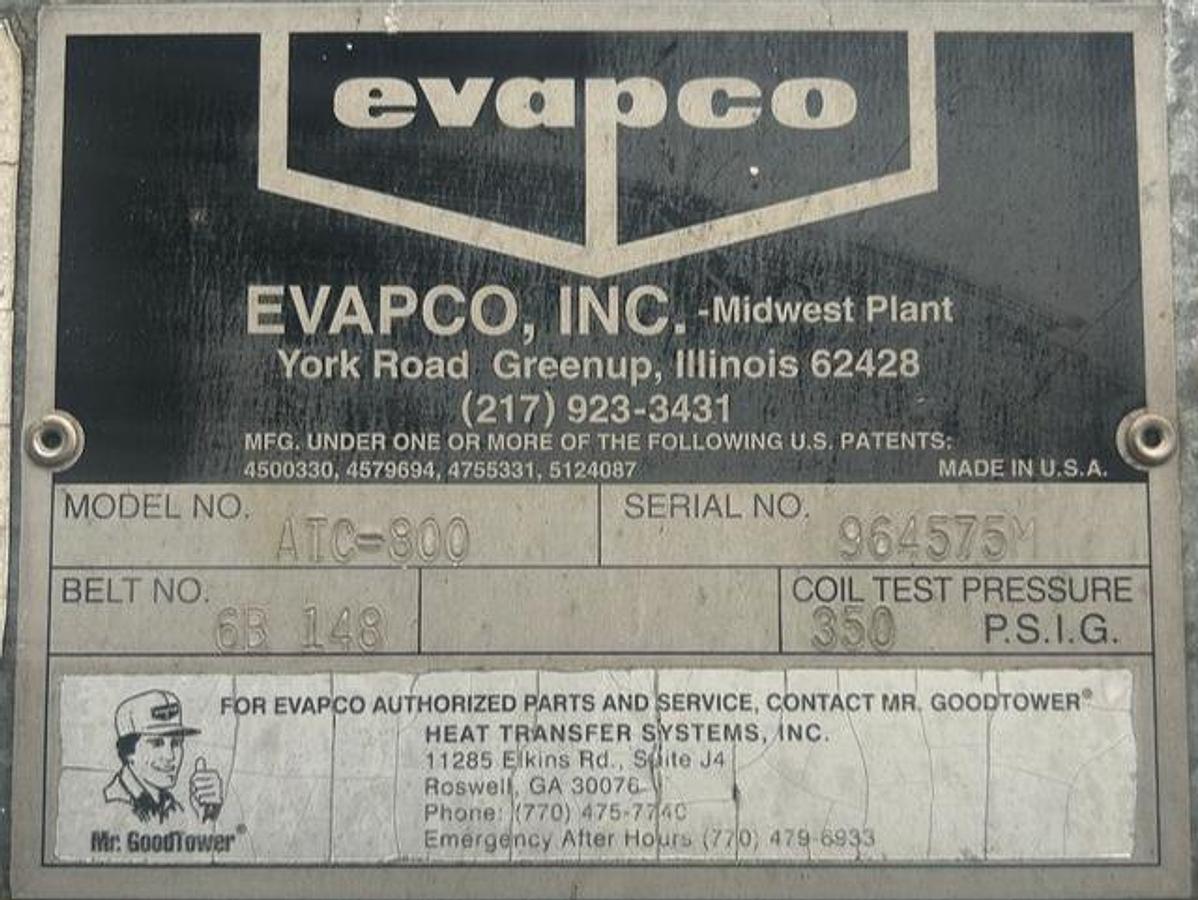 evapco
EVAPCO, INC. -Midwest Plant
York Road Greenup, Illinois 62428
(217) 923-3431
MFG. UNDER ONE OR MORE OF THE FOLLOWING U.S. PATENTS:
4500330, 4579694, 4755331, 5124087
MADE IN U.S.A.
MODEL NO. ATC-800
SERIAL NO. 964575M
BELT NO. 6B 148
COIL TEST PRESSURE
350 P.S.I.G.
FOR EVAPCO AUTHORIZED PARTS AND SERVICE, CONTACT MR. GOODTOWER®
HEAT TRANSFER SYSTEMS, INC.
11285 Elkins Rd., Suite J4
Roswell, GA 30076
Phone: (770) 475-7740
Emergency After Hours (770) 479-6933
Mr. GoodTower®